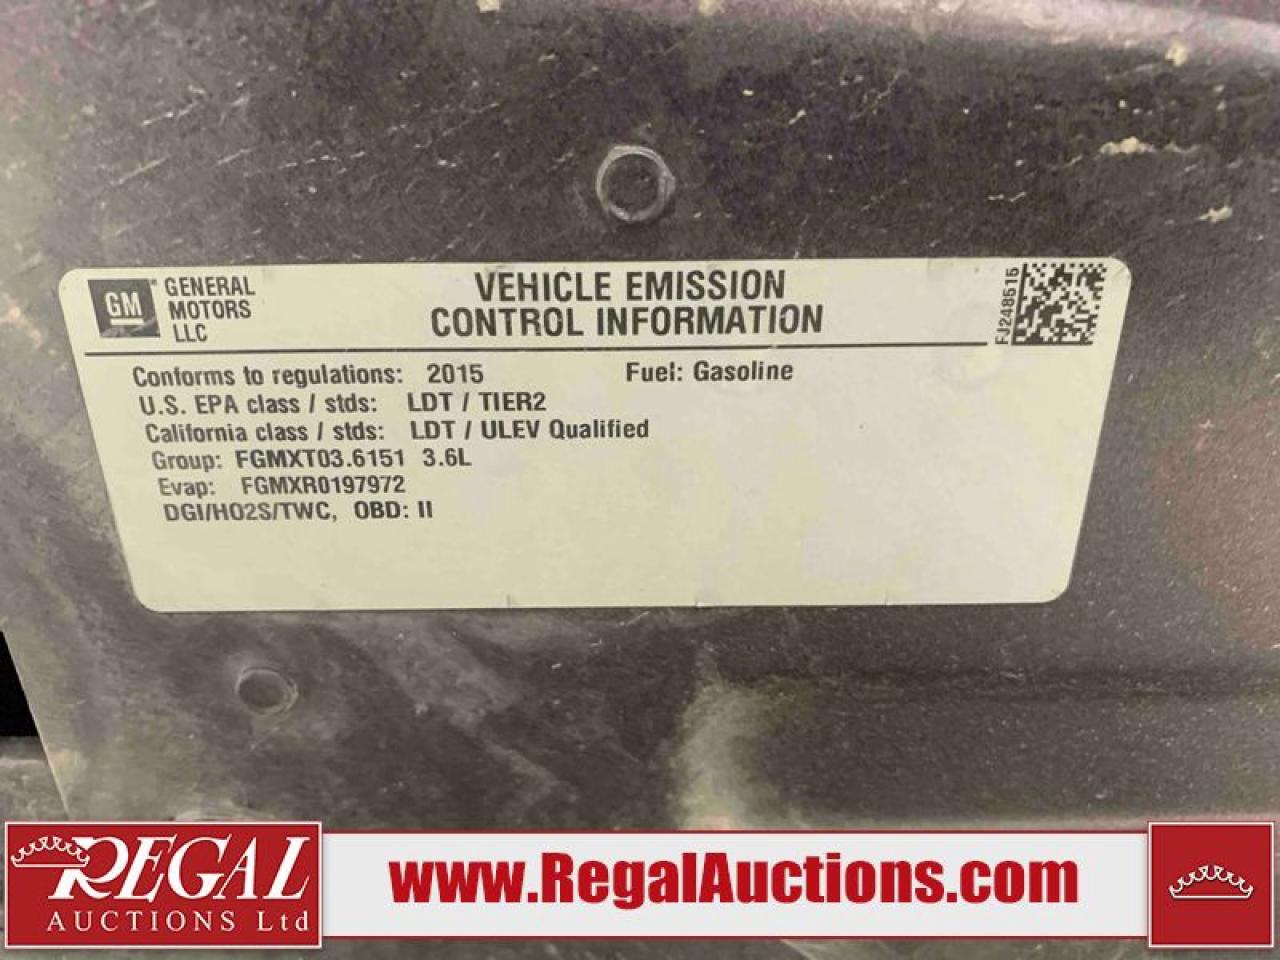 GM
GENERAL
MOTORS
LLC
VEHICLE EMISSION
CONTROL INFORMATION
FJ248515
Conforms to regulations: 2015 Fuel: Gasoline
U.S. EPA class / stds: LDT / TIER2
California class / stds: LDT / ULEV Qualified
Group: FGMXT03.6151 3.6L
Evap: FGMXR0197972
DGI/HO2S/TWC, OBD: II
REGAL
AUCTIONS Ltd
www.RegalAuctions.com